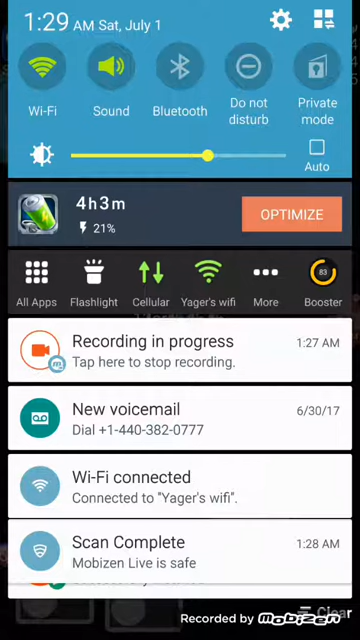 1:29 AM Sat, July 1
Wi-Fi
Sound
Bluetooth
Do not
disturb
Private
mode
Auto
4h3m
21%
OPTIMIZE
All Apps
Flashlight
Cellular
Yager's wifi
More
83
Booster
Recording in progress
1:27 AM
Tap here to stop recording.
New voicemail
6/30/17
Dial +1-440-382-0777
Wi-Fi connected
Connected to "Yager's wifi".
Scan Complete
1:28 AM
Mobizen Live is safe
Clear
Recorded by MOBIZEN